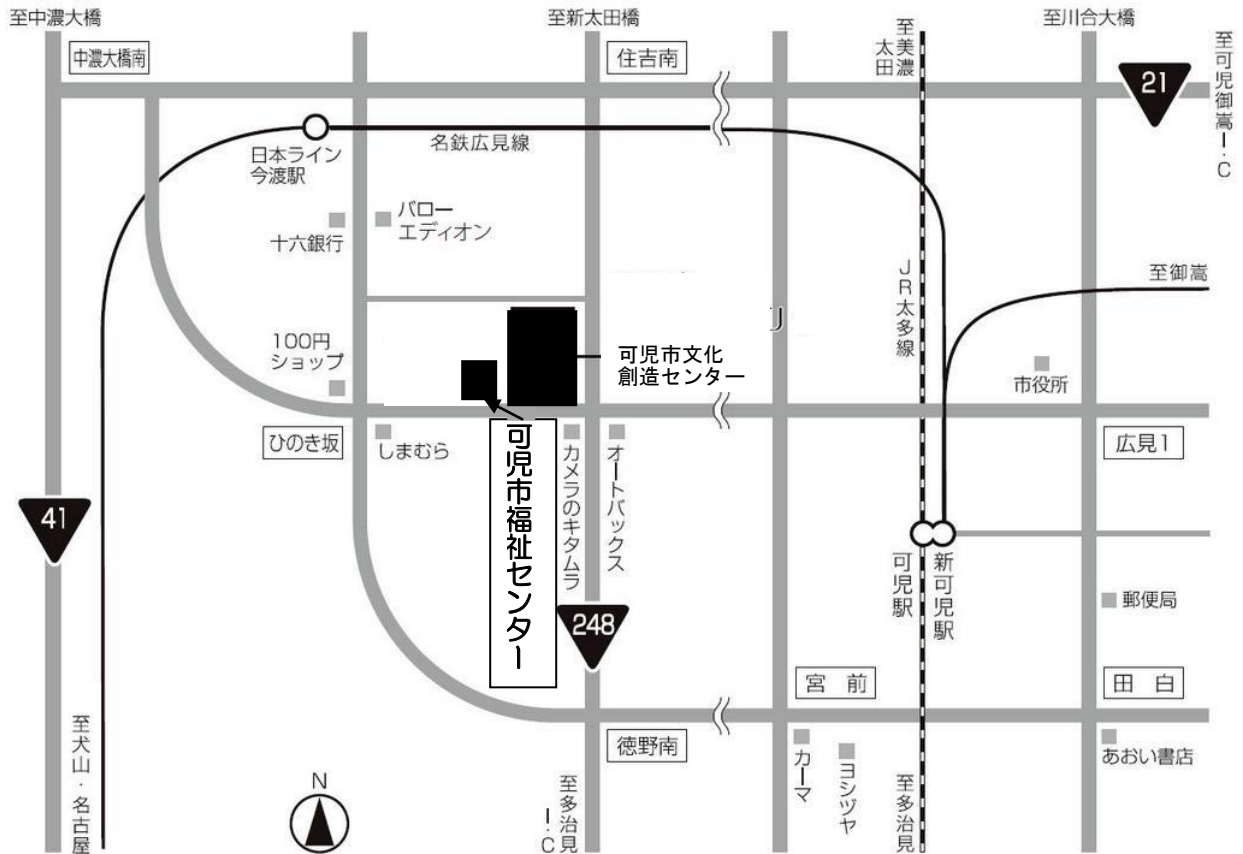 至中濃大橋
至新太田橋
至川合大橋
至美濃
太田
至可児御嵩I.C
中濃大橋南
住吉南
21
日本ライン
今渡駅
名鉄広見線
バロー
エディオン
十六銀行
JR太多線
至御嵩
J
100円
ショップ
可児市文化
創造センター
市役所
ひのき坂
しまむら
可児市福祉センター
カメラのキタムラ
オートバックス
広見1
41
可児駅
新可児駅
郵便局
248
宮前
田白
徳野南
カーマ
ヨシヅヤ
あおい書店
至犬山・名古屋
N
至多治見
I.C
至多治見